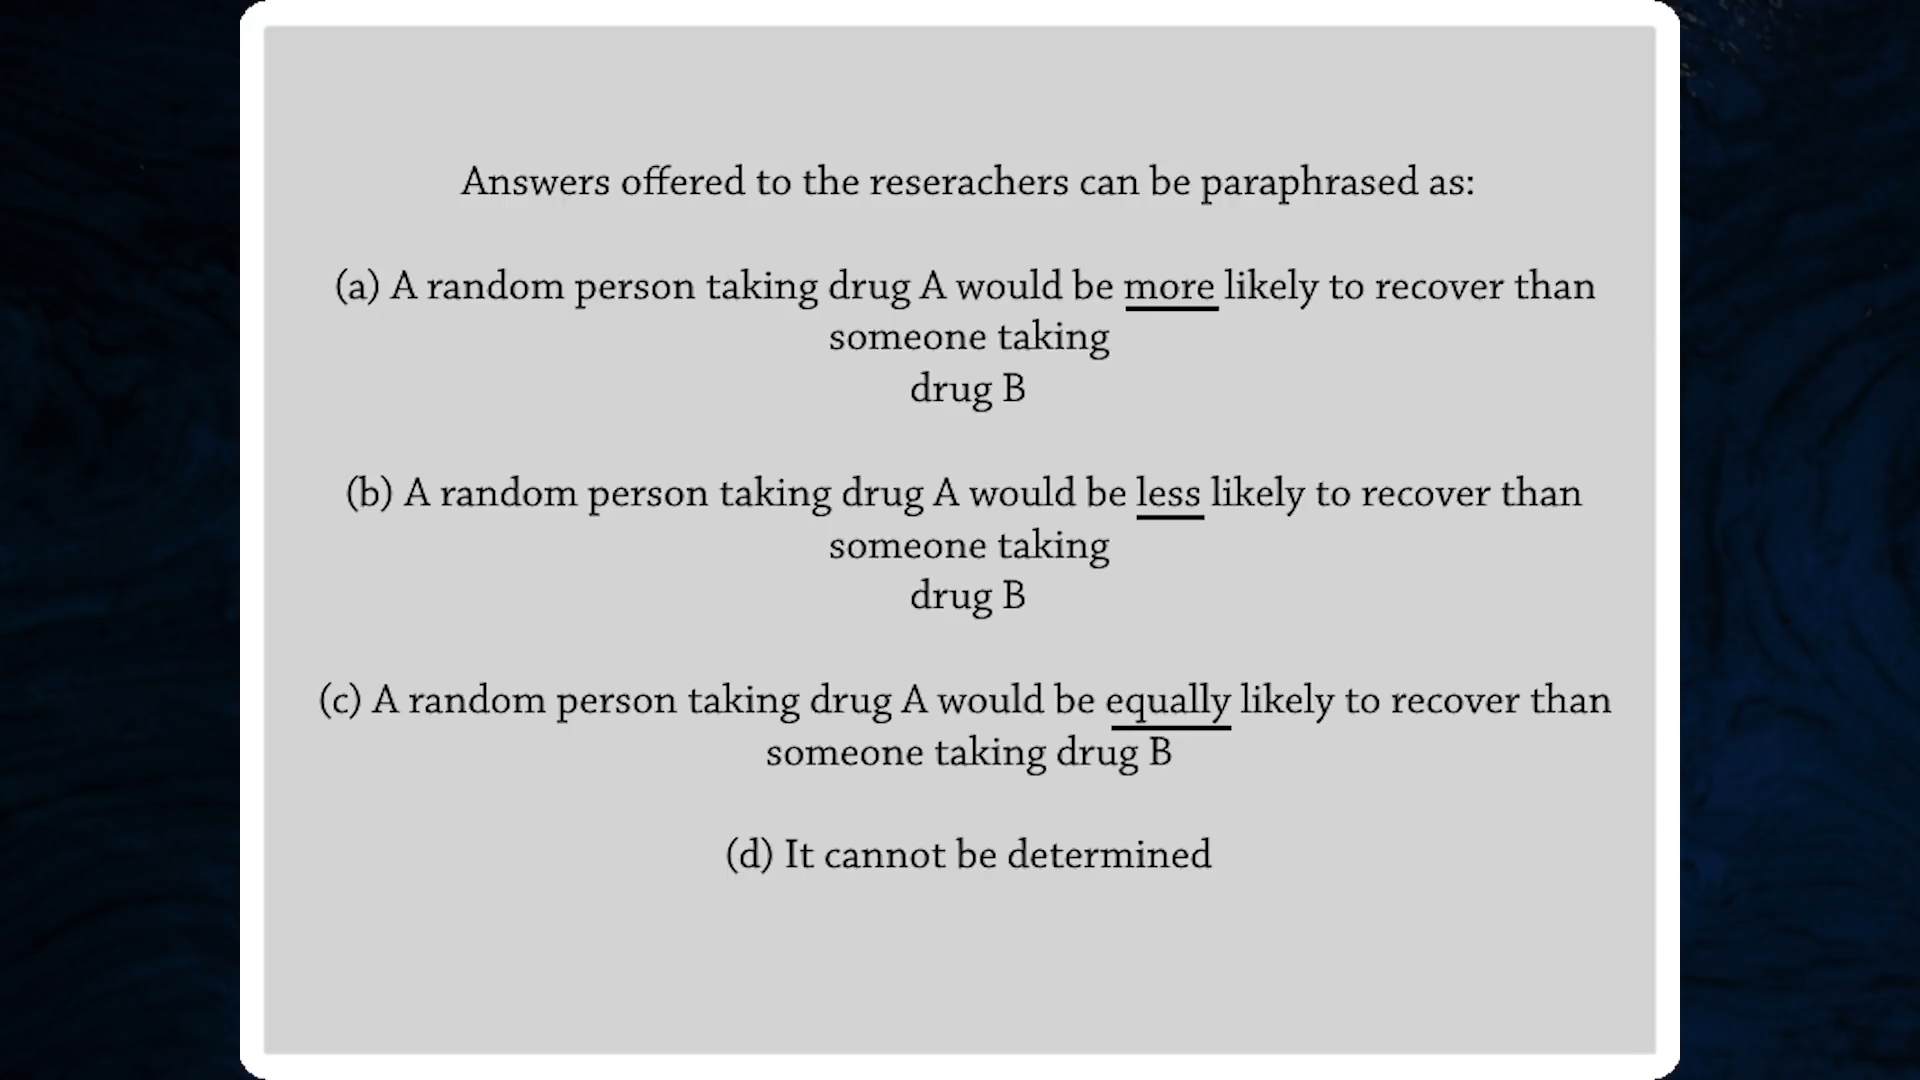 Answers offered to the reserachers can be paraphrased as:
(a) A random person taking drug A would be more likely to recover than
someone taking
drug B
(b) A random person taking drug A would be less likely to recover than
someone taking
drug B
(c) A random person taking drug A would be equally likely to recover than
someone taking drug B
(d) It cannot be determined